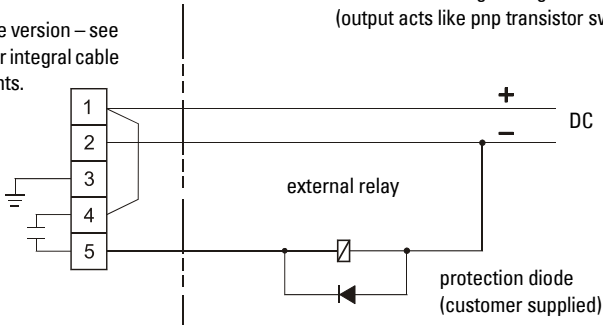 (output acts like pnp transistor
e version – see
r integral cable
nts.
1
2
3
4
5
+
–
DC
external relay
protection diode
(customer supplied)